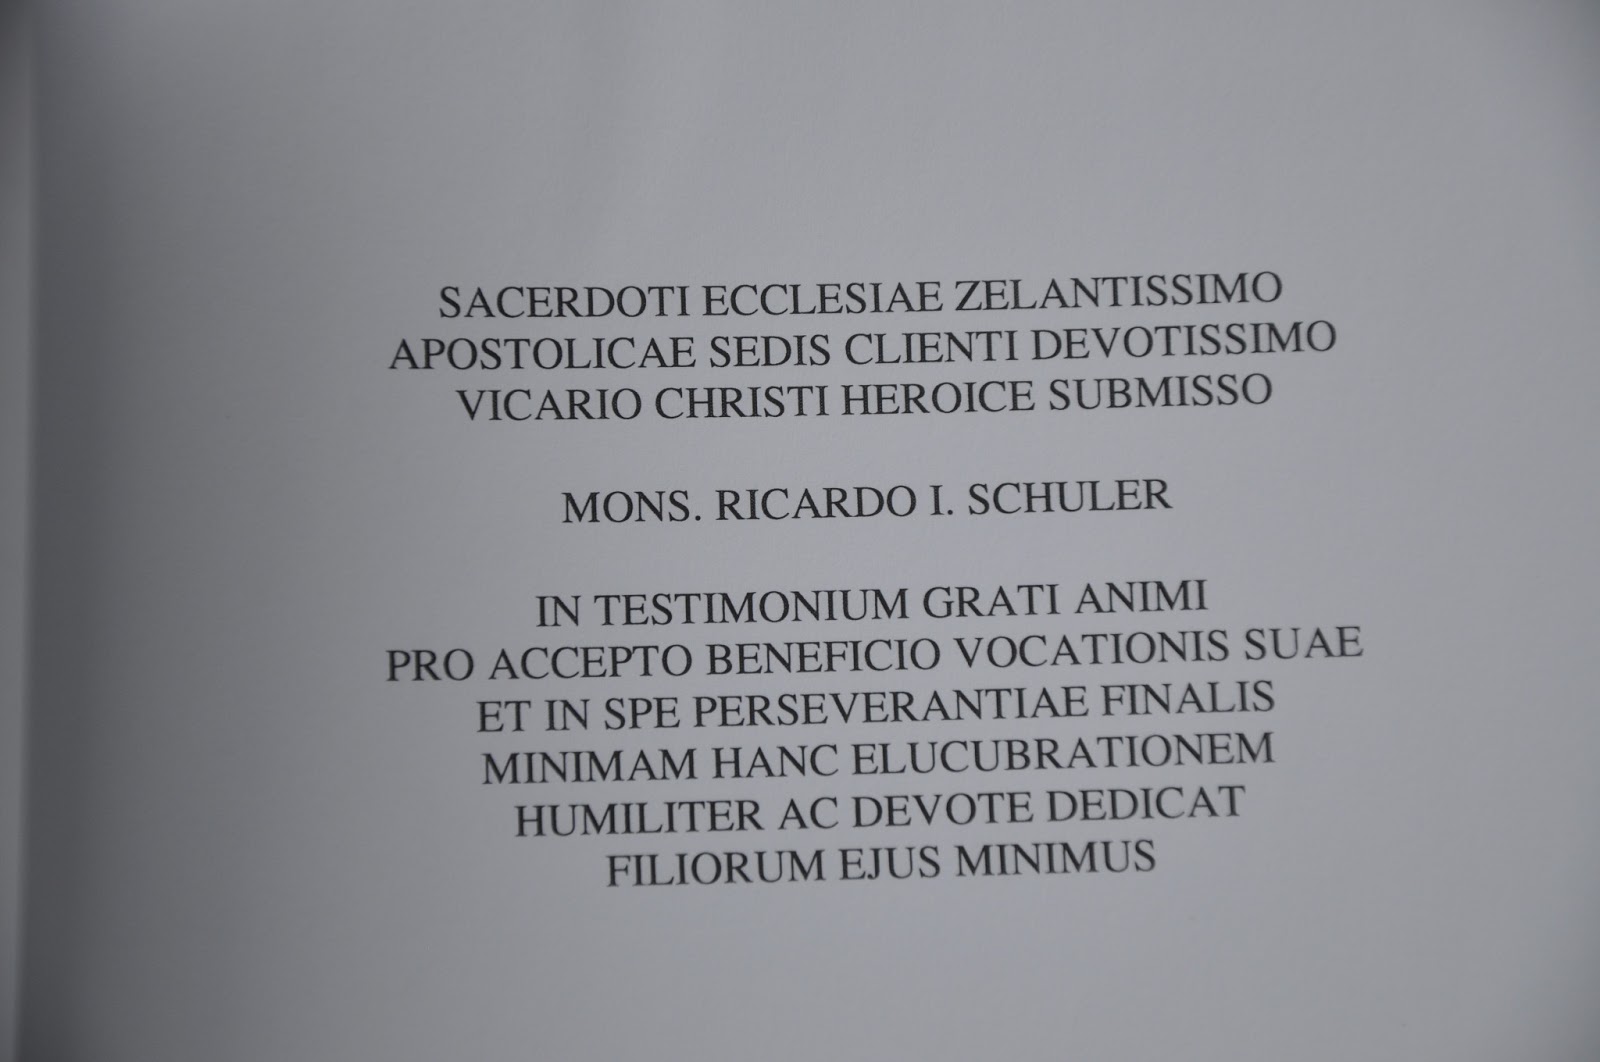 SACERDOTI ECCLESIAE ZELANTISSIMO
APOSTOLICAE SEDIS CLIENTI DEVOTISSIMO
VICARIO CHRISTI HEROICE SUBMISSO
MONS. RICARDO I. SCHULER
IN TESTIMONIUM GRATI ANIMI
PRO ACCEPTO BENEFICIO VOCATIONIS SUAE
ET IN SPE PERSEVERANTIAE FINALIS
MINIMAM HANC ELUCUBRATIONEM
HUMILITER AC DEVOTE DEDICAT
FILIORUM EJUS MINIMUS